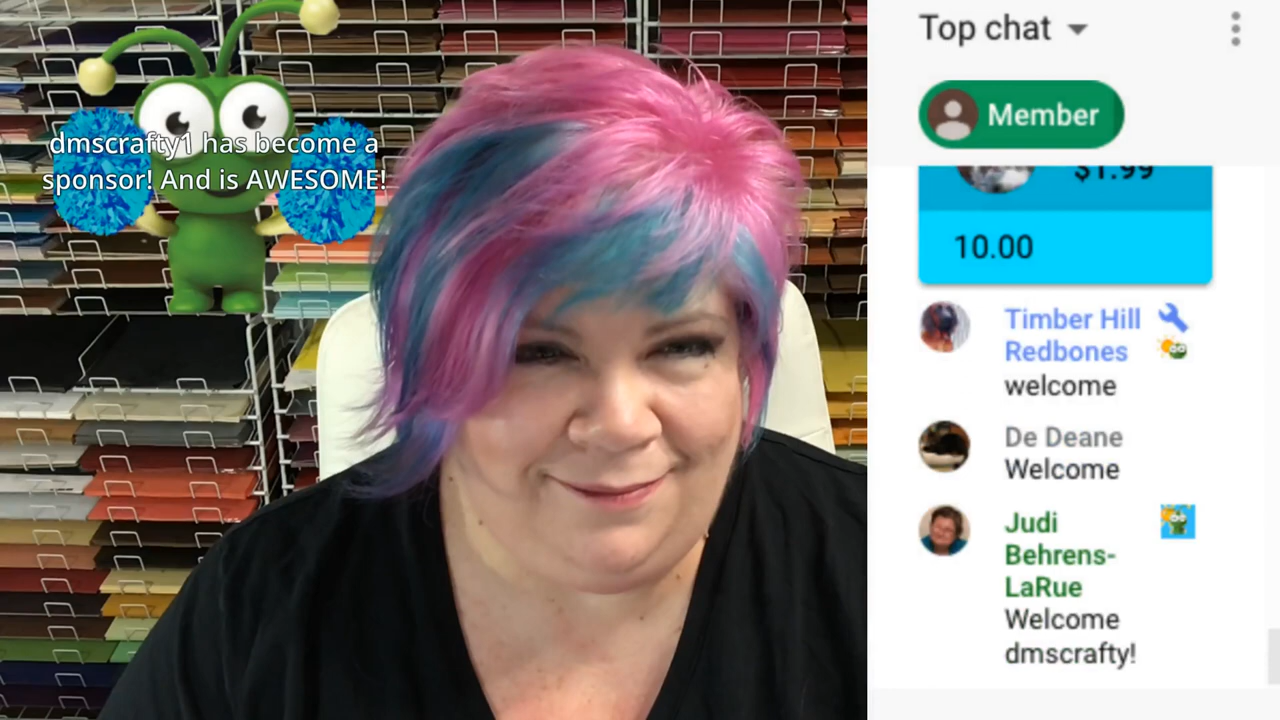 dmscrafty1 has become a
sponsor! And is AWESOME!
Top chat
Member
$1.99
10.00
Timber Hill
Redbones
welcome
De Deane
Welcome
Judi
Behrens-
LaRue
Welcome
dmscrafty!